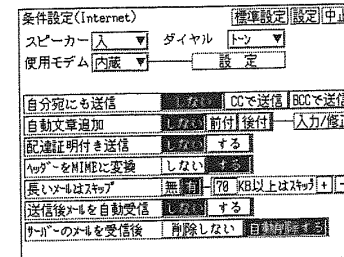 条件設定(Internet) 標準設定 設定 中止
スピーカー 入 ▼ ダイヤル トーン ▼
使用モデム 内蔵 ▼ 設 定
自分宛にも送信 しない CCで送信 BCCで送信
自動文章追加 しない 前付 後付 入力/修正
配達証明付き送信 しない する
ヘッダーをMIMEに変換 しない する
長いメールはスキップ 無 有 70 KB以上はスキップ + -
送信後メールを自動受信 しない する
サーバーのメールを受信後 削除しない 自動削除する